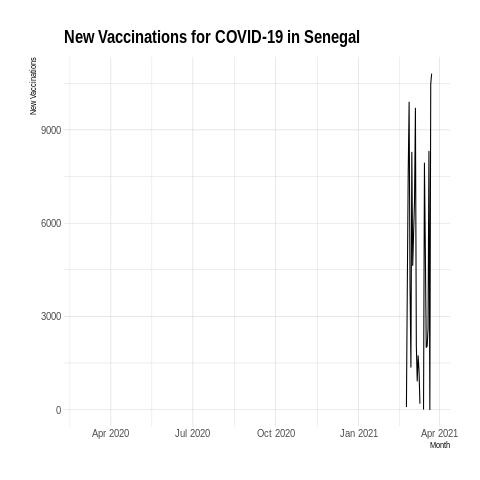 New Vaccinations for COVID-19 in Senegal
New Vaccinations
9000
6000
3000
0
Apr 2020 Jul 2020 Oct 2020 Jan 2021 Apr 2021
Month